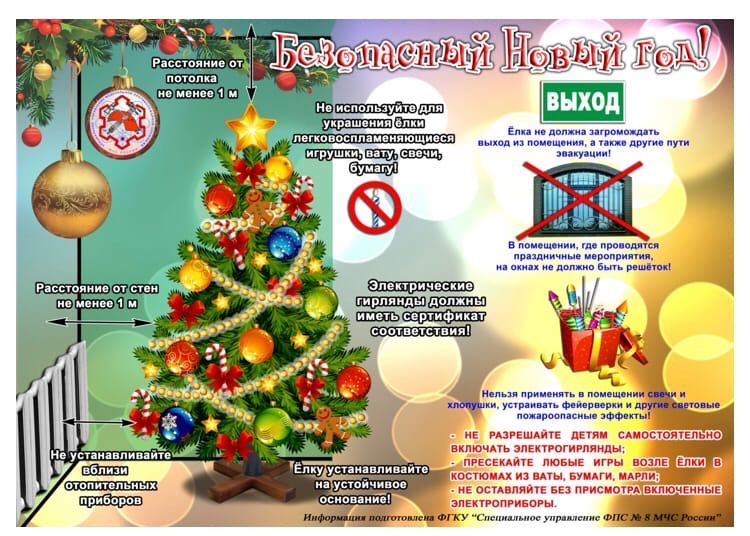 Безопасный Новый год!
Расстояние от
потолка
не менее 1 м
Не используйте для
украшения ёлки
легковоспламеняющиеся
игрушки, вату, свечи,
бумагу!
ВЫХОД
Ёлка не должна загромождать
выход из помещения, а также другие пути
эвакуации!
В помещении, где проводятся
праздничные мероприятия,
на окнах не должно быть решёток!
Расстояние от стен
не менее 1 м
Электрические
гирлянды должны
иметь сертификат
соответствия!
Нельзя применять в помещении свечи и
хлопушки, устраивать фейерверки и другие световые
пожароопасные эффекты!
- НЕ РАЗРЕШАЙТЕ ДЕТЯМ САМОСТОЯТЕЛЬНО
ВКЛЮЧАТЬ ЭЛЕКТРОГИРЛЯНДЫ;
- ПРЕСЕКАЙТЕ ЛЮБЫЕ ИГРЫ ВОЗЛЕ ЁЛКИ В
КОСТЮМАХ ИЗ ВАТЫ, БУМАГИ, МАРЛИ;
- НЕ ОСТАВЛЯЙТЕ БЕЗ ПРИСМОТРА ВКЛЮЧЕННЫЕ
ЭЛЕКТРОПРИБОРЫ.
Не устанавливайте
вблизи
отопительных
приборов
Ёлку устанавливайте
на устойчивое
основание!
Информация подготовлена ФГКУ "Специальное управление ФПС № 8 МЧС России"